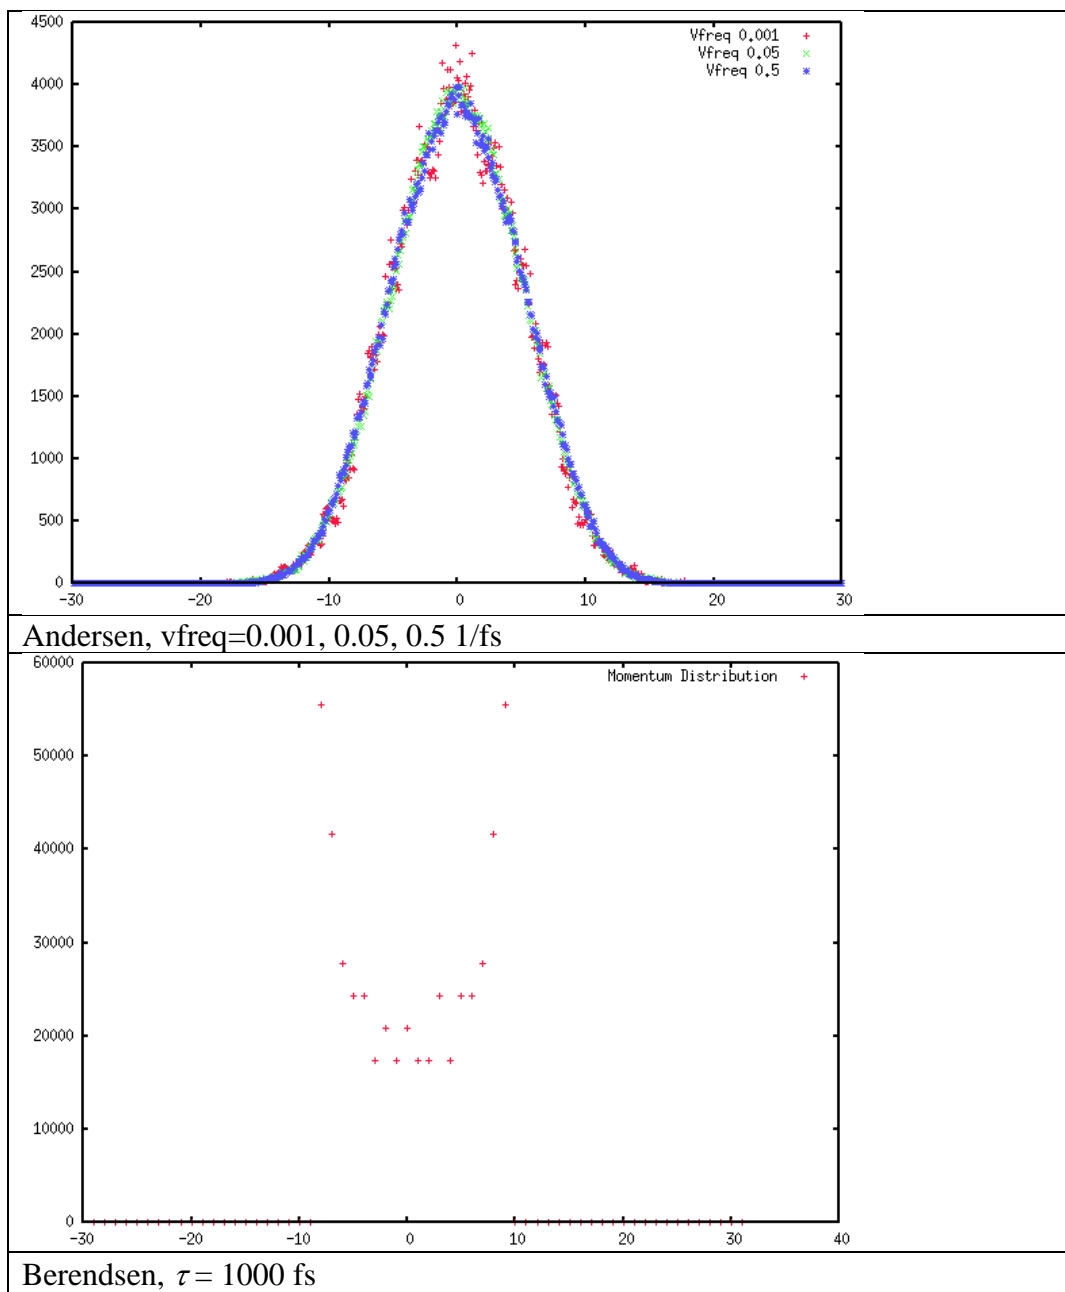 4500
4000
3500
3000
2500
2000
1500
1000
500
0
-30 -20 -10 0 10 20 30
Vfreq 0.001
Vfreq 0.05
Vfreq 0.5
Andersen, vfreq=0.001, 0.05, 0.5 1/fs
60000
50000
40000
30000
20000
10000
0
-30 -20 -10 0 10 20 30 40
Momentum Distribution
Berendsen, τ = 1000 fs